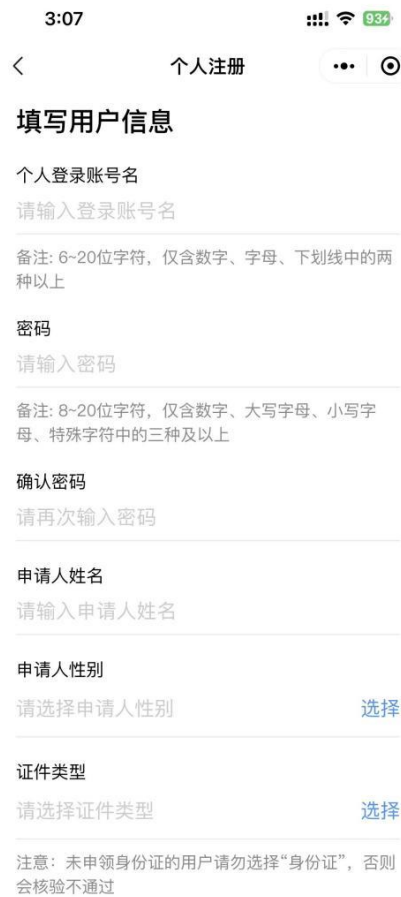 3:07
93
个人注册
填写用户信息
个人登录账号名
请输入登录账号名
备注: 6~20位字符，仅含数字、字母、下划线中的两
种以上
密码
请输入密码
备注: 8~20位字符，仅含数字、大写字母、小写字
母、特殊字符中的三种及以上
确认密码
请再次输入密码
申请人姓名
请输入申请人姓名
申请人性别
请选择申请人性别 选择
证件类型
请选择证件类型 选择
注意：未申领身份证的用户请勿选择“身份证”，否则
会核验不通过